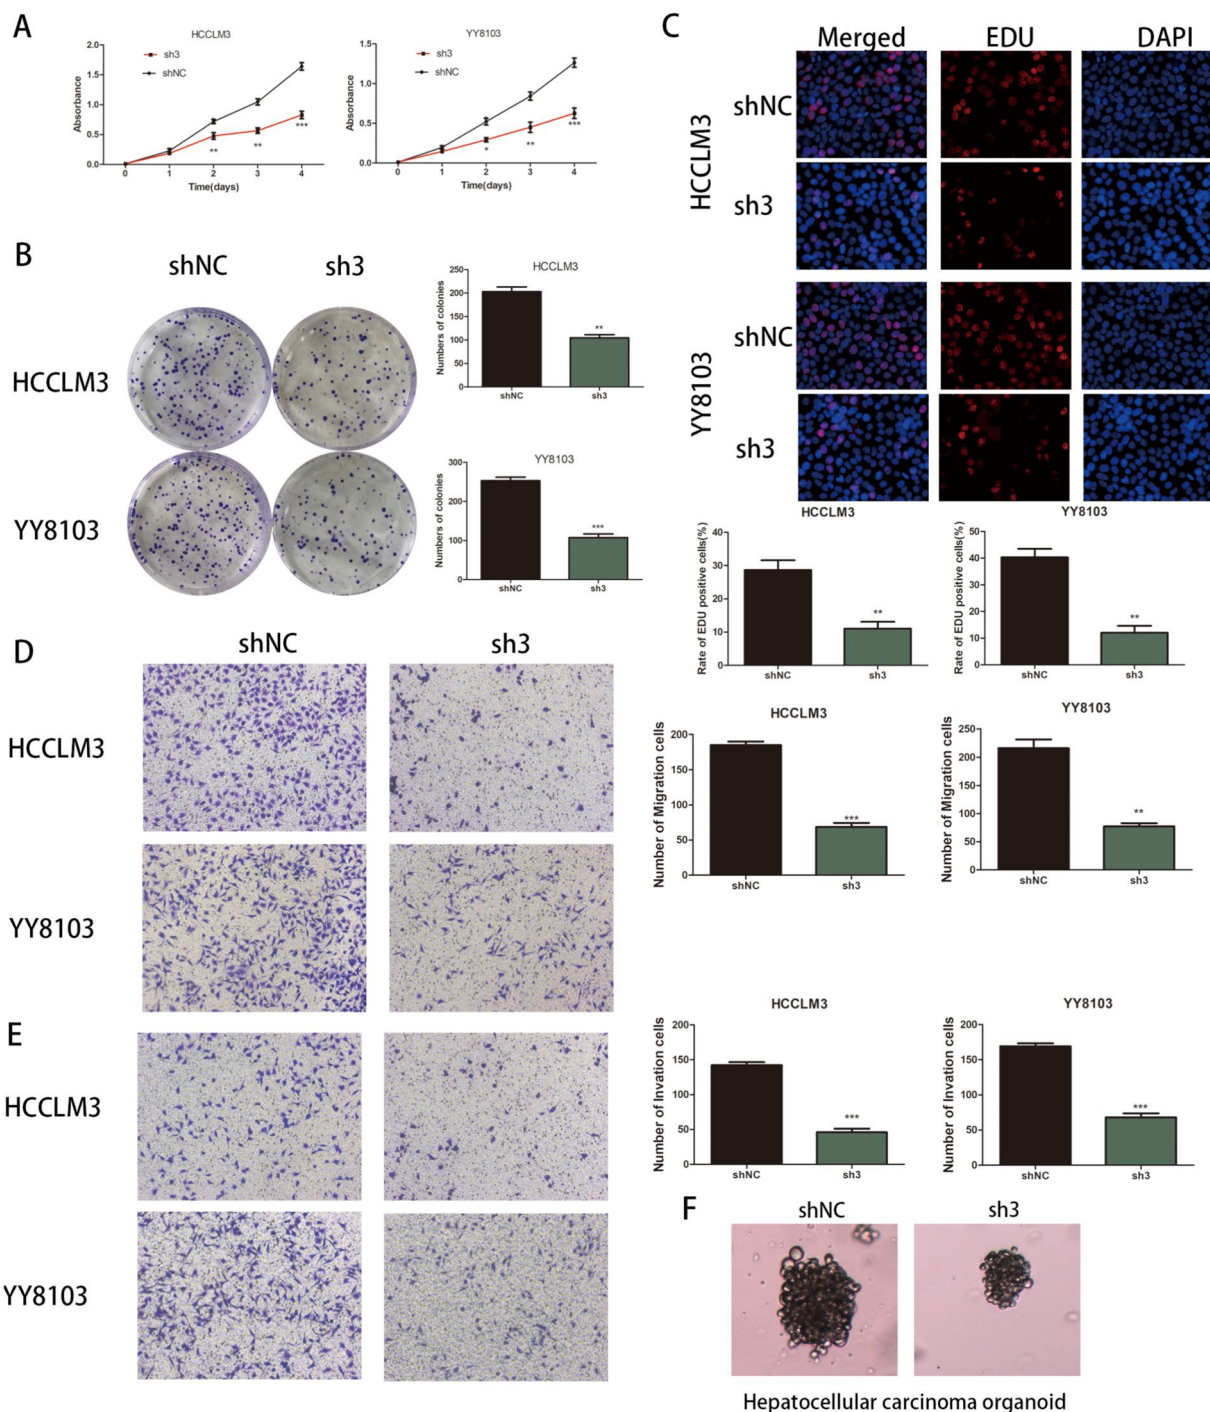 A
HCCLM3
2.0
1.5
1.0
0.5
0.0
Absorbance
sh3
shNC
**
**
***
0 1 2 3 4
Time(days)
YY8103
1.5
1.0
0.5
0.0
Absorbance
sh3
shNC
*
**
***
0 1 2 3 4
Time(days)
B
shNC sh3
HCCLM3
YY8103
HCCLM3
250
200
150
100
50
0
Numbers of colonies
**
shNC sh3
YY8103
300
200
100
0
Numbers of colonies
***
shNC sh3
C
Merged EDU DAPI
HCCLM3
shNC
sh3
YY8103
shNC
sh3
HCCLM3
40
30
20
10
0
Rate of EDU positive cells(%)
**
shNC sh3
YY8103
50
40
30
20
10
0
Rate of EDU positive cells(%)
**
shNC sh3
D
shNC sh3
HCCLM3
YY8103
HCCLM3
200
150
100
50
0
Number of Migration cells
***
shNC sh3
YY8103
250
200
150
100
50
0
Number of Migration cells
**
shNC sh3
E
HCCLM3
YY8103
HCCLM3
200
150
100
50
0
Number of Invation cells
***
shNC sh3
YY8103
200
150
100
50
0
Number of Invation cells
***
shNC sh3
F
shNC sh3
Hepatocellular carcinoma organoid